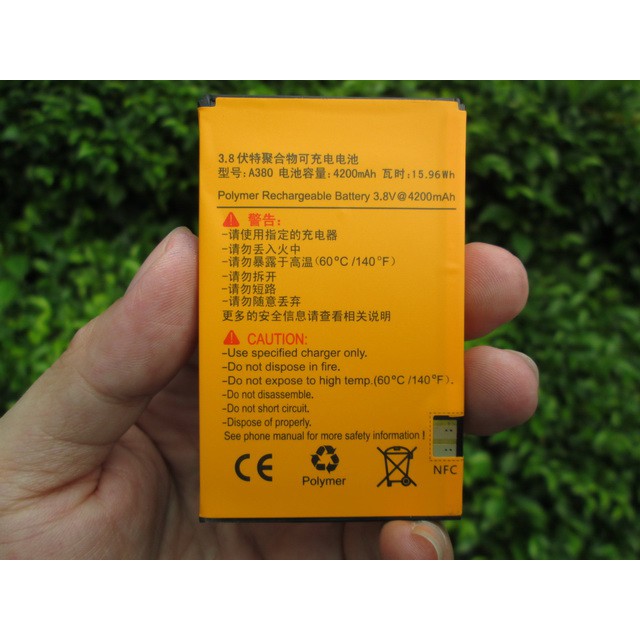 3.8伏特聚合物可充电电池
型号:A380 电池容量:4200mAh 瓦时:15.96Wh
Polymer Rechargeable Battery 3.8V@4200mAh
警告:
-请使用指定的充电器
-请勿丢入火中
-请勿暴露于高温(60°C/140°F)
-请勿拆开
-请勿短路
-请勿随意丢弃
更多的安全信息请查看相关说明
CAUTION:
-Use specified charger only.
-Do not dispose in fire.
-Do not expose to high temp.(60°C/140°F).
-Do not disassemble.
-Do not short circuit.
-Dispose of properly.
See phone manual for more safety information!
CE
Polymer
NFC